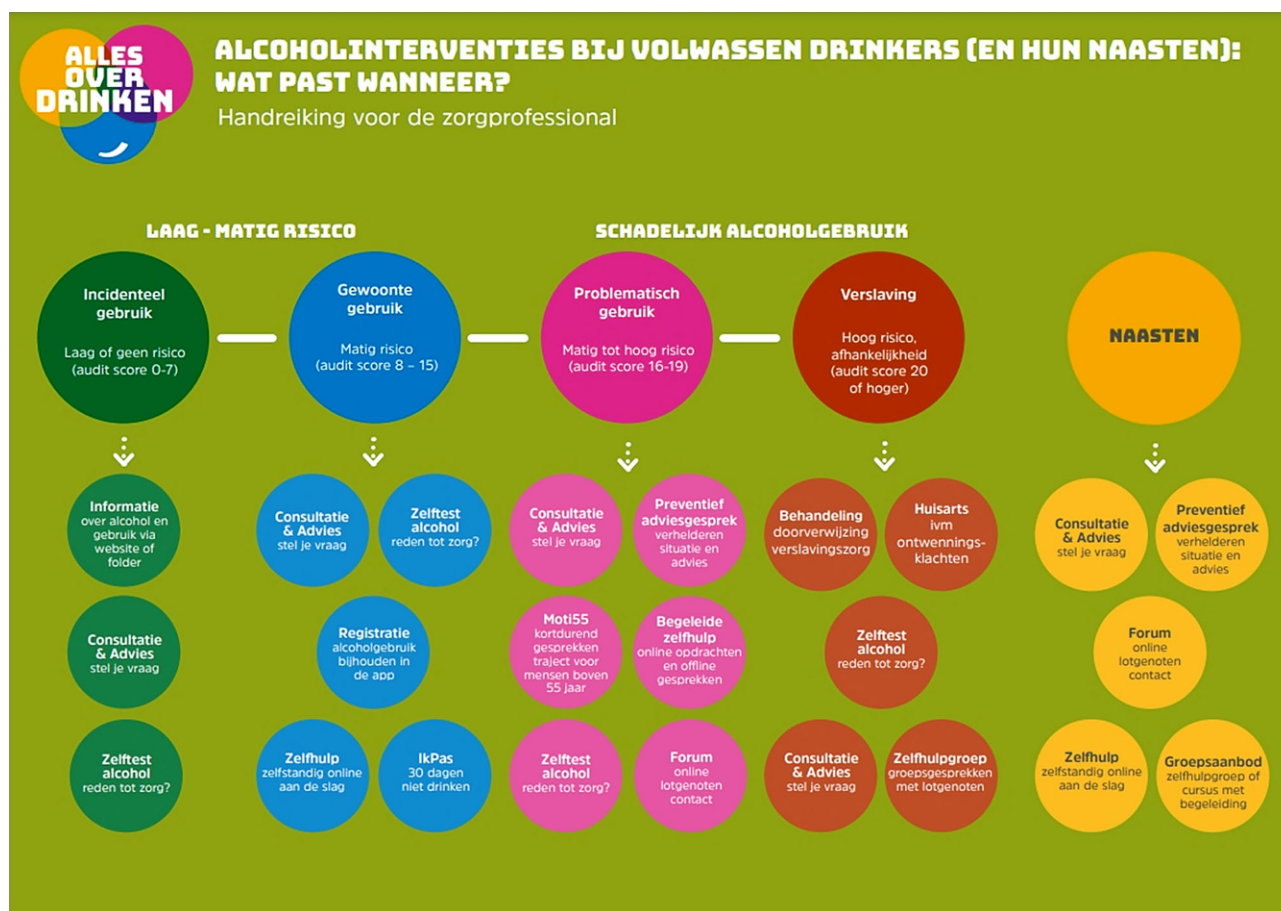 ALLES
OVER
DRINKEN
ALCOHOLINTERVENTIES BIJ VOLWASSEN DRINKERS (EN HUN NAASTEN):
WAT PAST WANNEER?
Handreiking voor de zorgprofessional
LAAG - MATIG RISICO
SCHADELIJK ALCOHOLGEBRUIK
Incidenteel
gebruik
Laag of geen risico
(audit score 0-7)
Gewoonte
gebruik
Matig risico
(audit score 8 – 15)
Problematisch
gebruik
Matig tot hoog risico
(audit score 16-19)
Verslaving
Hoog risico,
afhankelijkheid
(audit score 20
of hoger)
NAASTEN
Informatie
over alcohol en
gebruik via
website of
folder
Consultatie
& Advies
stel je vraag
Zelftest
alcohol
reden tot zorg?
Consultatie
& Advies
stel je vraag
Zelftest
alcohol
reden tot zorg?
Registratie
alcoholgebruik
bijhouden in
de app
Zelfhulp
zelfstandig online
aan de slag
IkPas
30 dagen
niet drinken
Consultatie
& Advies
stel je vraag
Preventief
adviesgesprek
verhelderen
situatie en
advies
Moti55
kortdurend
gesprekken
traject voor
mensen boven
55 jaar
Begeleide
zelfhulp
online opdrachten
en offline
gesprekken
Zelftest
alcohol
reden tot zorg?
Forum
online
lotgenoten
contact
Behandeling
doorverwijzing
verslavingszorg
Huisarts
ivm
ontwennings-
klachten
Zelftest
alcohol
reden tot zorg?
Consultatie
& Advies
stel je vraag
Zelfhulpgroep
groepsgesprekken
met lotgenoten
Consultatie
& Advies
stel je vraag
Preventief
adviesgesprek
verhelderen
situatie en
advies
Forum
online
lotgenoten
contact
Zelfhulp
zelfstandig online
aan de slag
Groepsaanbod
zelfhulpgroep of
cursus met
begeleiding